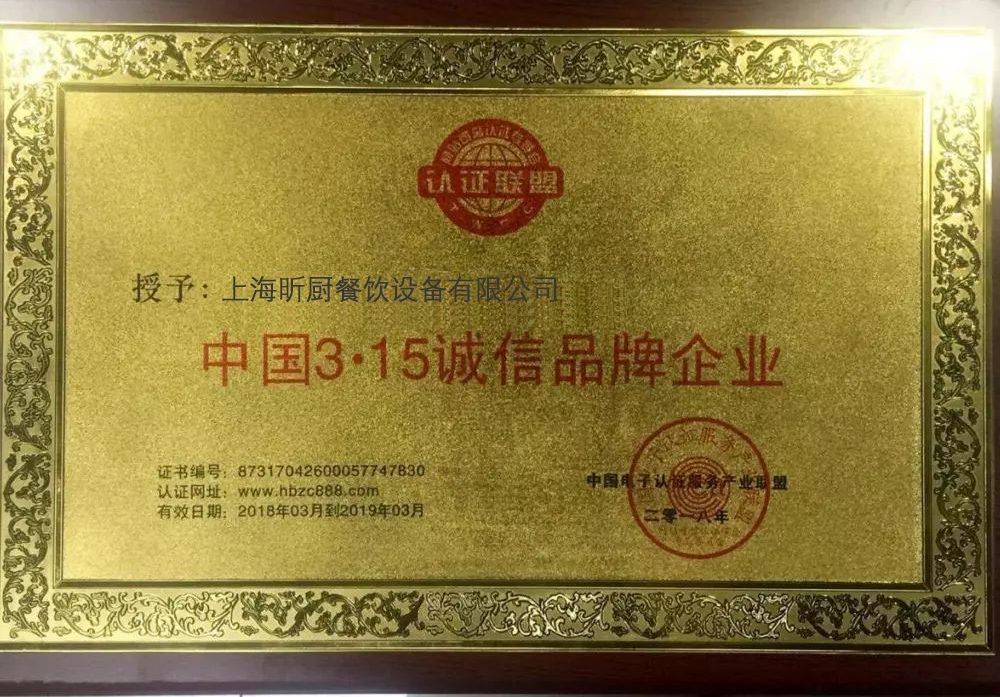 认证联盟
授予：上海昕厨餐饮设备有限公司
中国3·15诚信品牌企业
证书编号：87317042600057747830
认证网址：www.hbzc888.com
有效日期：2018年03月到2019年03月
中国电子认证服务产业联盟
二零一八年